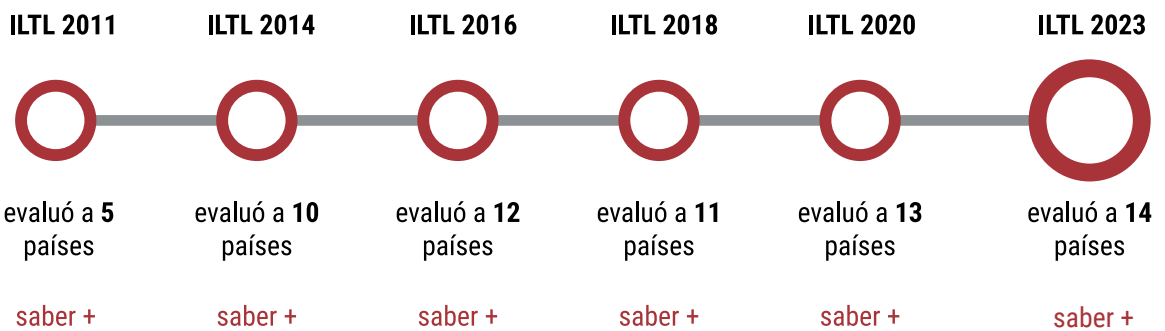 ILTL 2011 ILTL 2014 ILTL 2016 ILTL 2018 ILTL 2020 ILTL 2023
evaluó a 5 países
evaluó a 10 países
evaluó a 12 países
evaluó a 11 países
evaluó a 13 países
evaluó a 14 países
saber + saber + saber + saber + saber + saber +